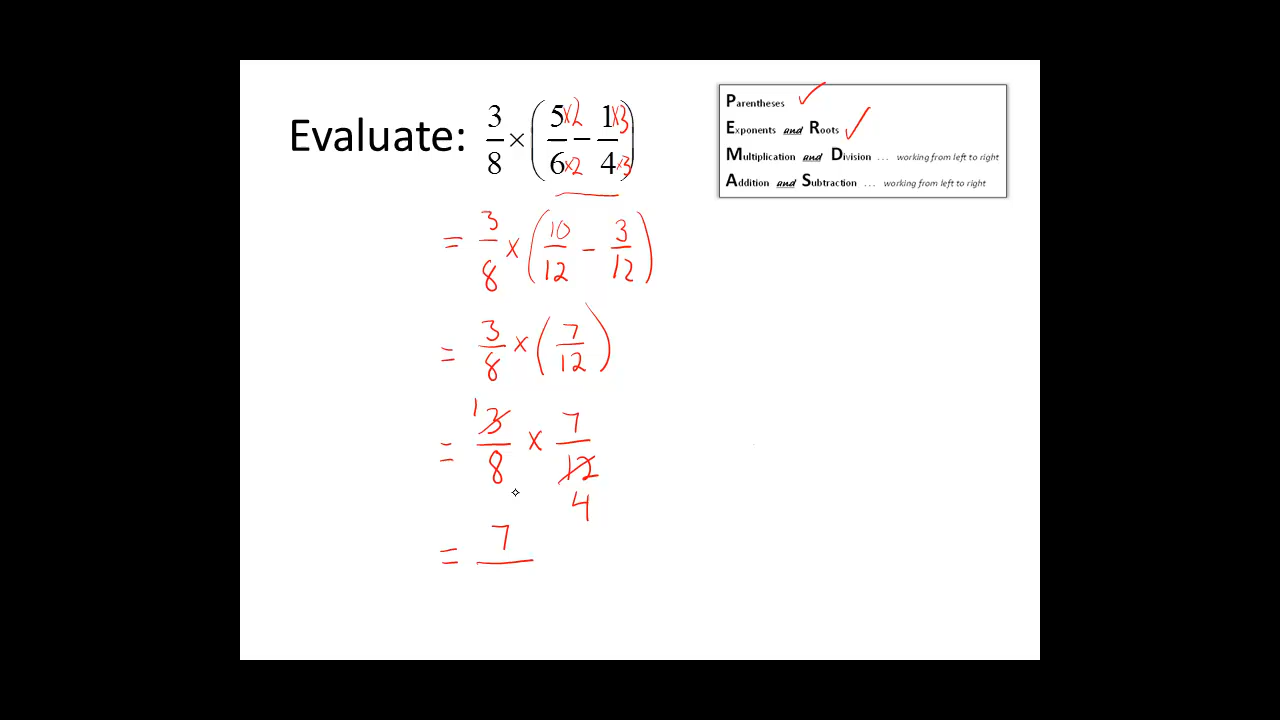 Evaluate: 3/8 × (5×2/6×2 − 1×3/4×3)
= 3/8 × (10/12 − 3/12)
= 3/8 × (7/12)
= 1 3/8 × 7/12 4
= 7/
Parentheses ✓
Exponents and Roots ✓
Multiplication and Division ... working from left to right
Addition and Subtraction ... working from left to right